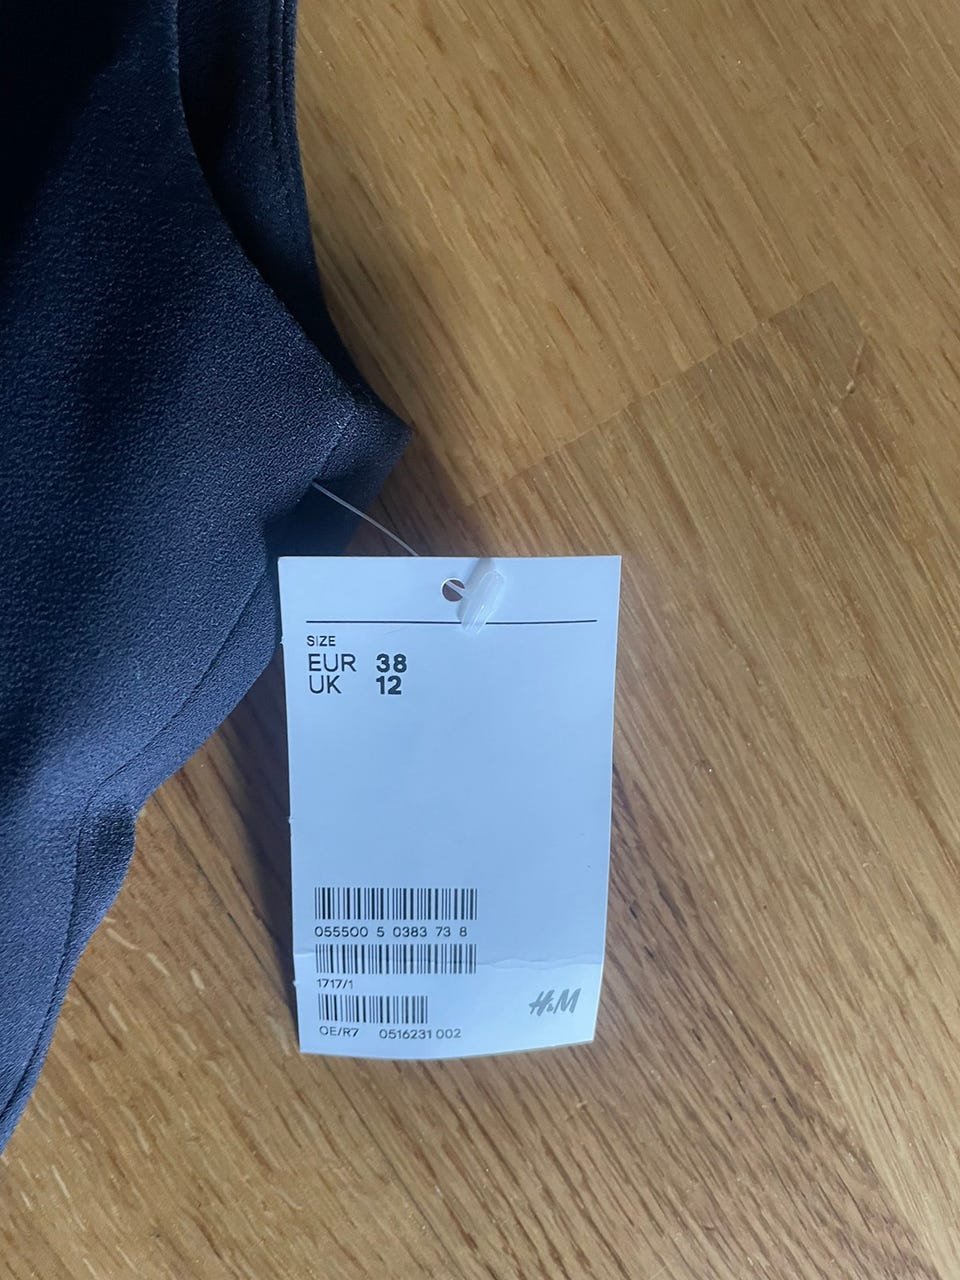 SIZE
EUR 38
UK 12
055500 5 0383 73 8
1717/1
OE/R7 0516231 002
H&M